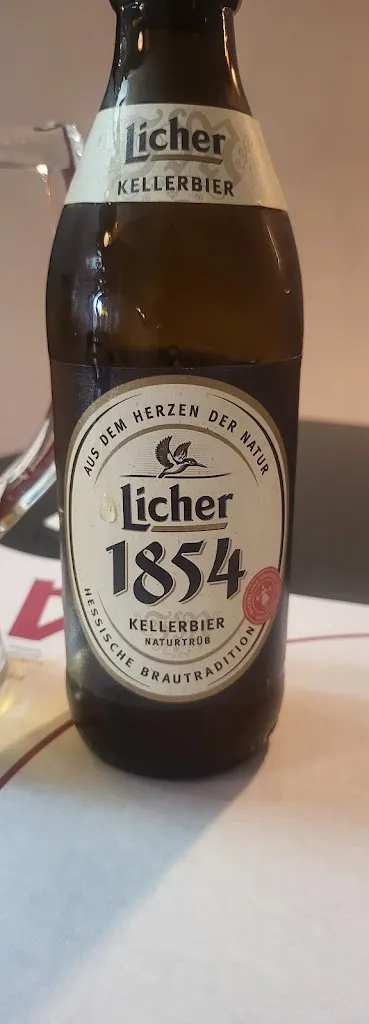 Licher
KELLERBIER
AUS DEM HERZEN DER NATUR
Licher
1854
KELLERBIER
NATURTRÜB
HESSISCHE BRAUTRADITION